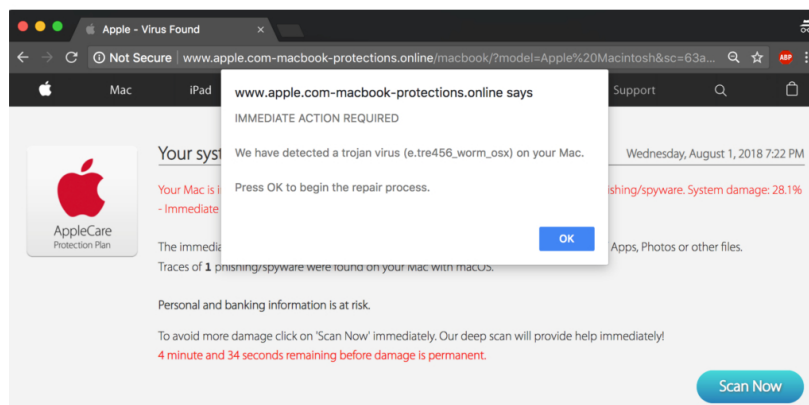 Apple - Virus Found
Not Secure www.apple.com-macbook-protections.online/macbook/?model=Apple%20Macintosh&sc=63a...
ABP
Mac iPad Support
www.apple.com-macbook-protections.online says
IMMEDIATE ACTION REQUIRED
We have detected a trojan virus (e.tre456_worm_osx) on your Mac.
Press OK to begin the repair process.
OK
Your syst
Wednesday, August 1, 2018 7:22 PM
Your Mac is i shing/spyware. System damage: 28.1%
- Immediate
AppleCare
Protection Plan
The immedia Apps, Photos or other files.
Traces of 1 phishing/spyware were found on your Mac with macOS.
Personal and banking information is at risk.
To avoid more damage click on 'Scan Now' immediately. Our deep scan will provide help immediately!
4 minute and 34 seconds remaining before damage is permanent.
Scan Now